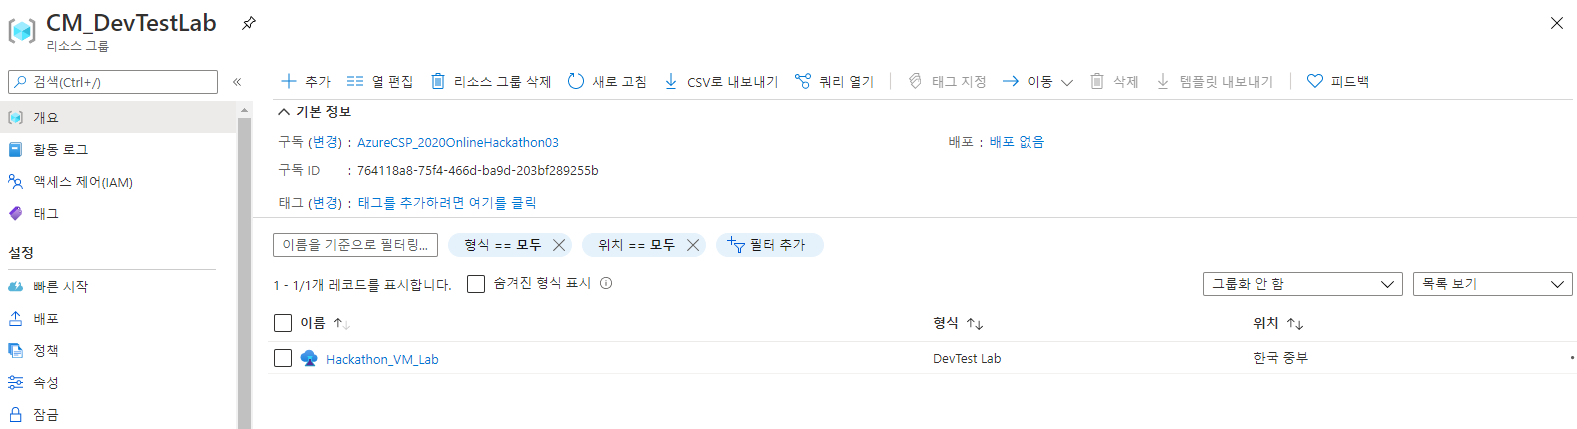 CM_DevTestLab
리소스 그룹
검색(Ctrl+/)
«
개요
활동 로그
액세스 제어(IAM)
태그
설정
빠른 시작
배포
정책
속성
잠금
추가 열 편집 리소스 그룹 삭제 새로 고침 CSV로 내보내기 쿼리 열기 태그 지정 이동 삭제 템플릿 내보내기 피드백
기본 정보
구독 (변경) : AzureCSP_2020OnlineHackathon03 배포 : 배포 없음
구독 ID : 764118a8-75f4-466d-ba9d-203bf289255b
태그 (변경) : 태그를 추가하려면 여기를 클릭
이름을 기준으로 필터링... 형식 == 모두 위치 == 모두 필터 추가
1 - 1/1개 레코드를 표시합니다. 숨겨진 형식 표시 그룹화 안 함 목록 보기
이름 형식 위치
Hackathon_VM_Lab DevTest Lab 한국 중부